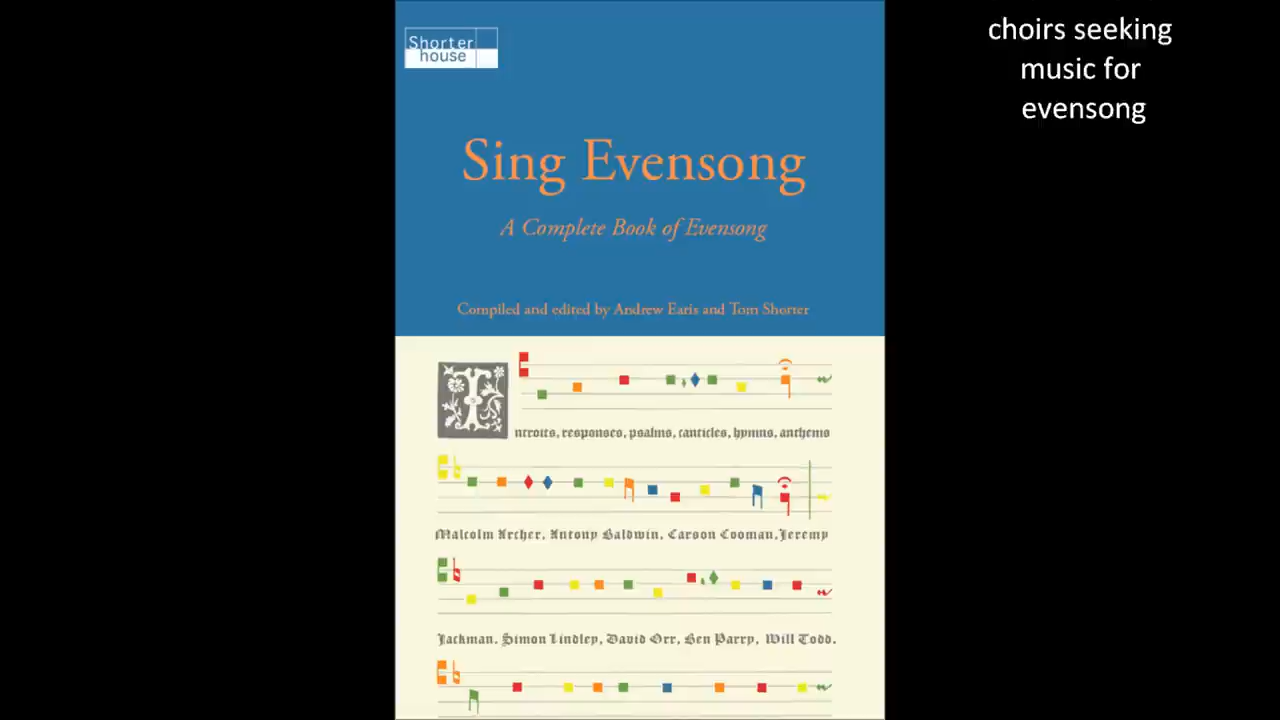 Shorter
house
Sing Evensong
A Complete Book of Evensong
Compiled and edited by Andrew Earis and Tom Shorter
Introits, responses, psalms, canticles, hymns, anthems
Malcolm Archer, Antony Baldwin, Carson Cooman, Jeremy
Jackman, Simon Lindley, David Orr, Ben Parry, Will Todd.
choirs seeking
music for
evensong